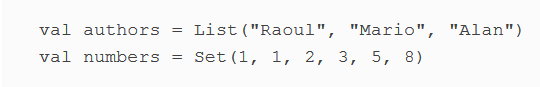 val authors = List("Raoul", "Mario", "Alan")
val numbers = Set(1, 1, 2, 3, 5, 8)